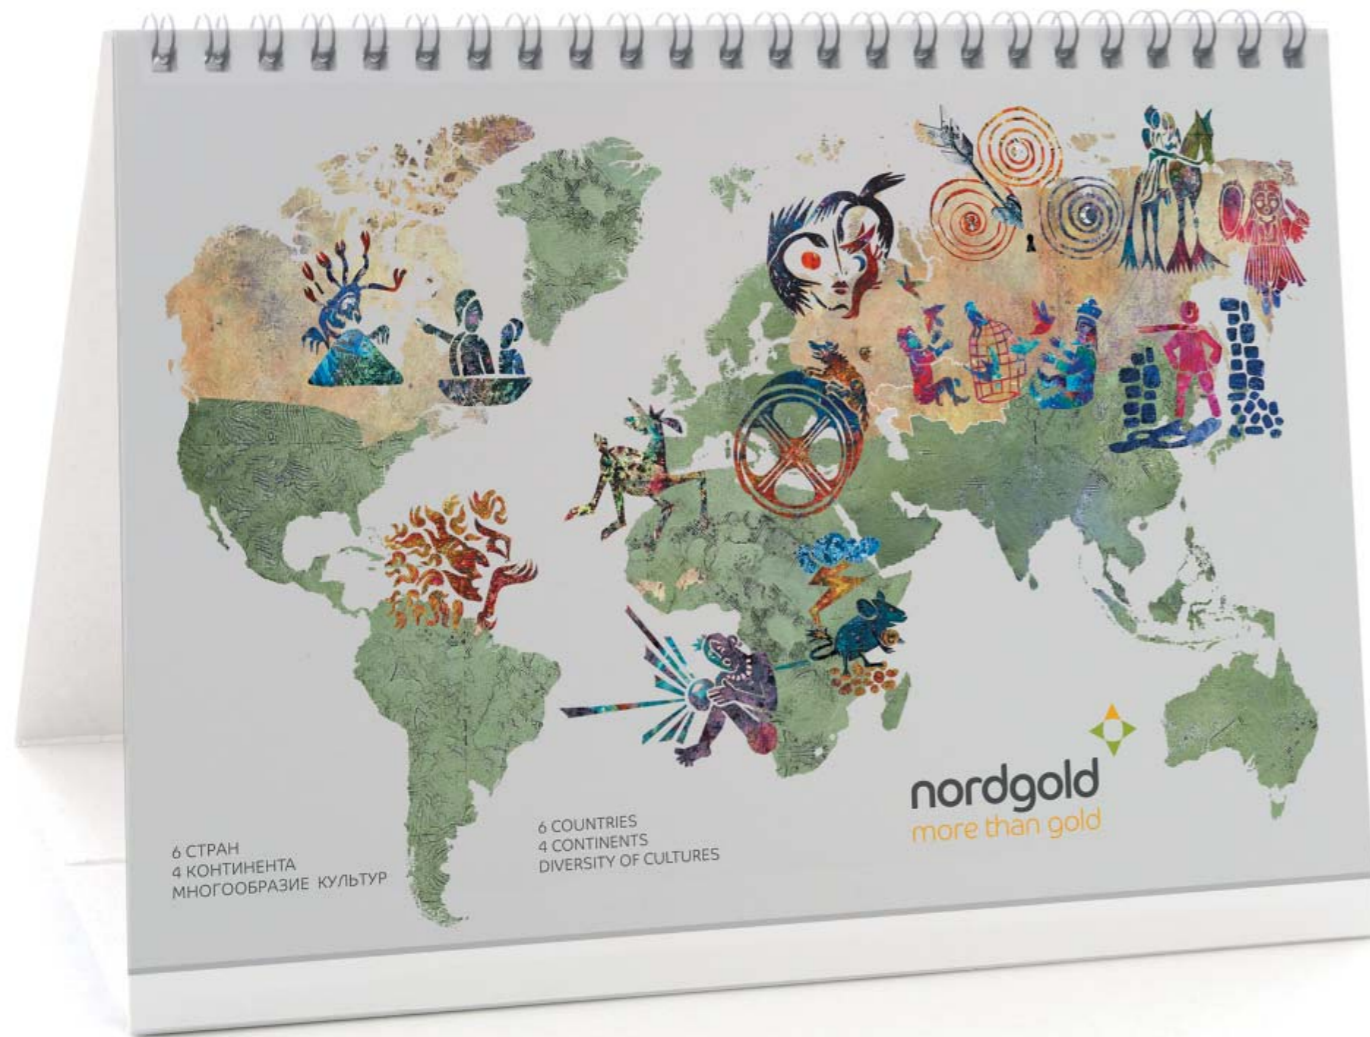 nordgold
more than gold
6 СТРАН
4 КОНТИНЕНТА
МНОГООБРАЗИЕ КУЛЬТУР
6 COUNTRIES
4 CONTINENTS
DIVERSITY OF CULTURES